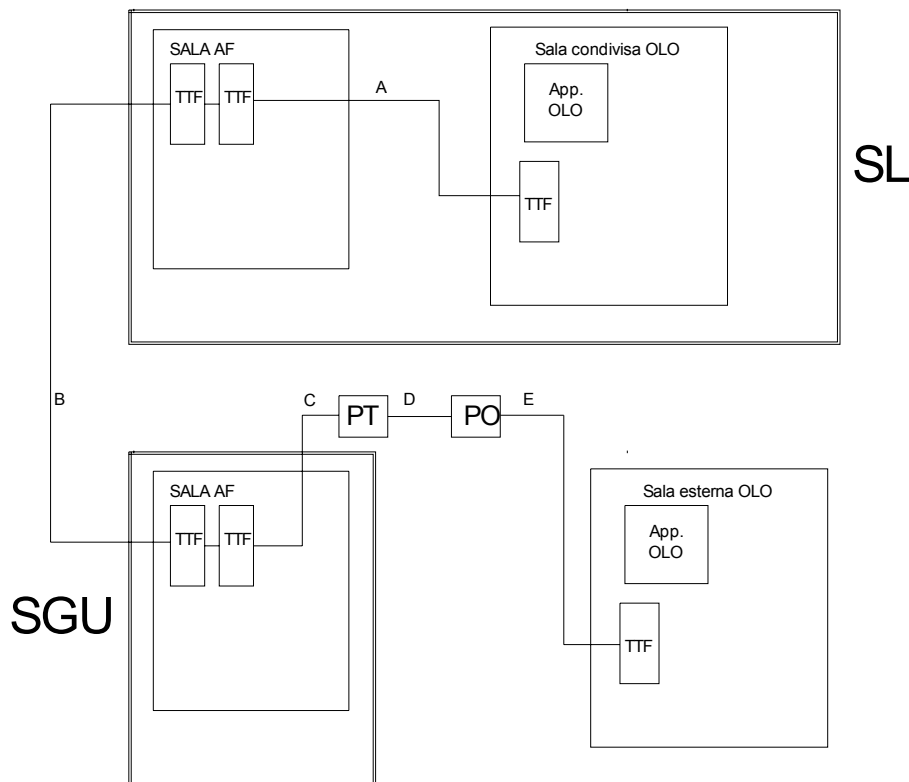 SALA AF
TTF
TTF
A
Sala condivisa OLO
App.
OLO
TTF
SL
B
C
PT
D
PO
E
SALA AF
TTF
TTF
SGU
Sala esterna OLO
App.
OLO
TTF